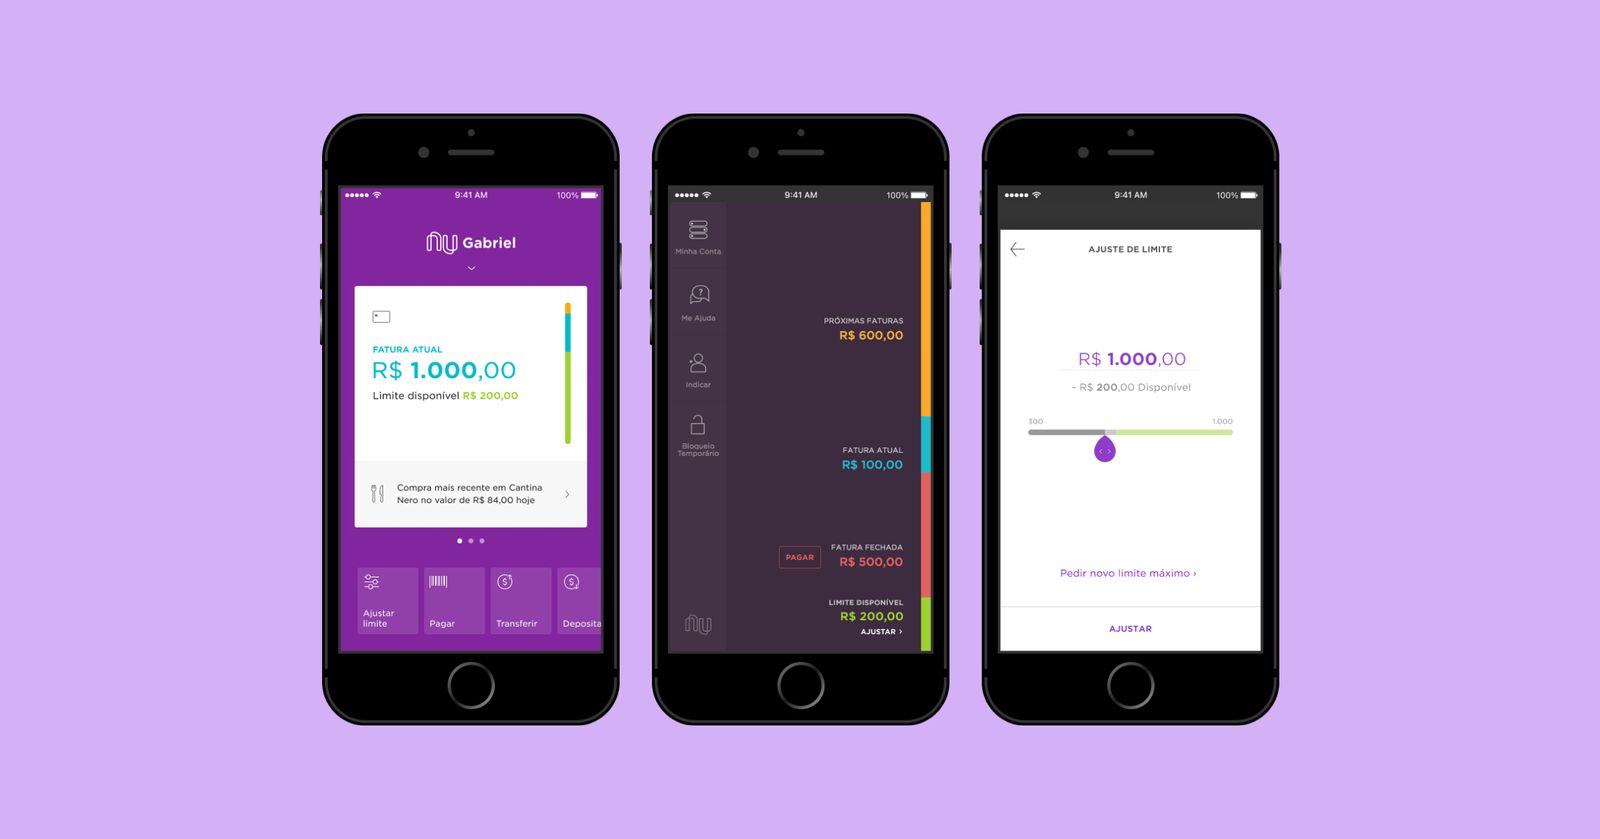 9:41 AM
100%
nu Gabriel
FATURA ATUAL
R$ 1.000,00
Limite disponível R$ 200,00
Compra mais recente em Cantina
Nero no valor de R$ 84,00 hoje
Ajustar
limite
Pagar
Transferir
Deposita
9:41 AM
100%
Minha Conta
Me Ajuda
Indicar
Bloqueio
Temporário
nu
PRÓXIMAS FATURAS
R$ 600,00
FATURA ATUAL
R$ 100,00
PAGAR
FATURA FECHADA
R$ 500,00
LIMITE DISPONÍVEL
R$ 200,00
AJUSTAR ›
9:41 AM
100%
AJUSTE DE LIMITE
R$ 1.000,00
- R$ 200,00 Disponível
300
1.000
Pedir novo limite máximo ›
AJUSTAR